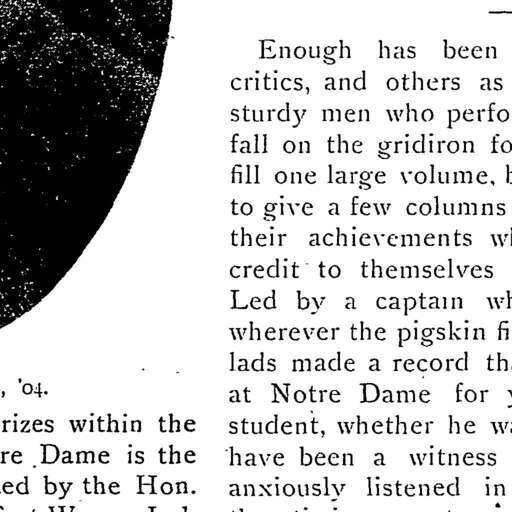 , '04.
rizes within the
re Dame is the
ed by the Hon.
Enough has been
critics, and others as
sturdy men who perfo
fall on the gridiron fo
fill one large volume, b
to give a few columns
their achievements wh
credit to themselves
Led by a captain wh
wherever the pigskin fi
lads made a record tha
at Notre Dame for y
student, whether he wa
have been a witness
anxiously listened in